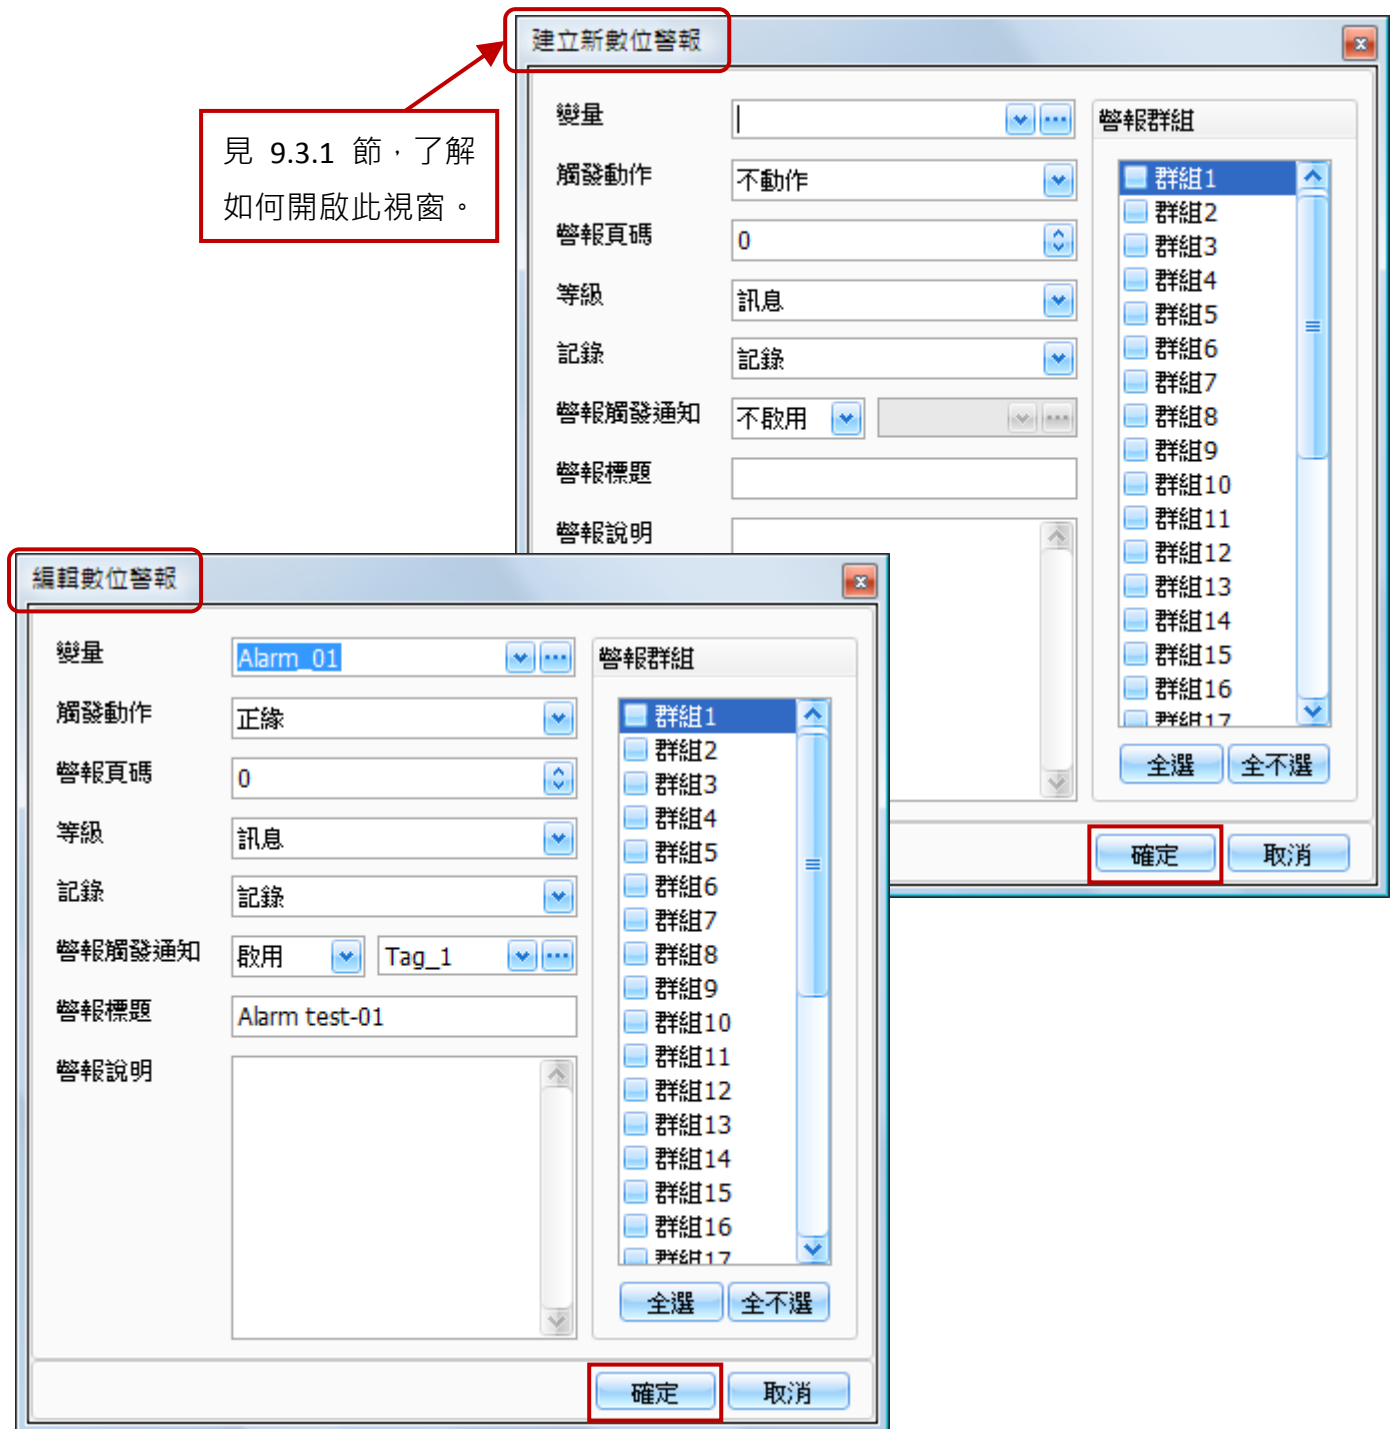 建立新數位警報
見 9.3.1 節，了解
如何開啟此視窗。
變量
觸發動作
不動作
警報頁碼
0
等級
訊息
記錄
記錄
警報觸發通知
不啟用
警報標題
警報說明
警報群組
群組1
群組2
群組3
群組4
群組5
群組6
群組7
群組8
群組9
群組10
群組11
群組12
群組13
群組14
群組15
群組16
群組17
全選
全不選
確定
取消
編輯數位警報
變量
Alarm_01
觸發動作
正緣
警報頁碼
0
等級
訊息
記錄
記錄
警報觸發通知
啟用
Tag_1
警報標題
Alarm test-01
警報說明
警報群組
群組1
群組2
群組3
群組4
群組5
群組6
群組7
群組8
群組9
群組10
群組11
群組12
群組13
群組14
群組15
群組16
群組17
全選
全不選
確定
取消